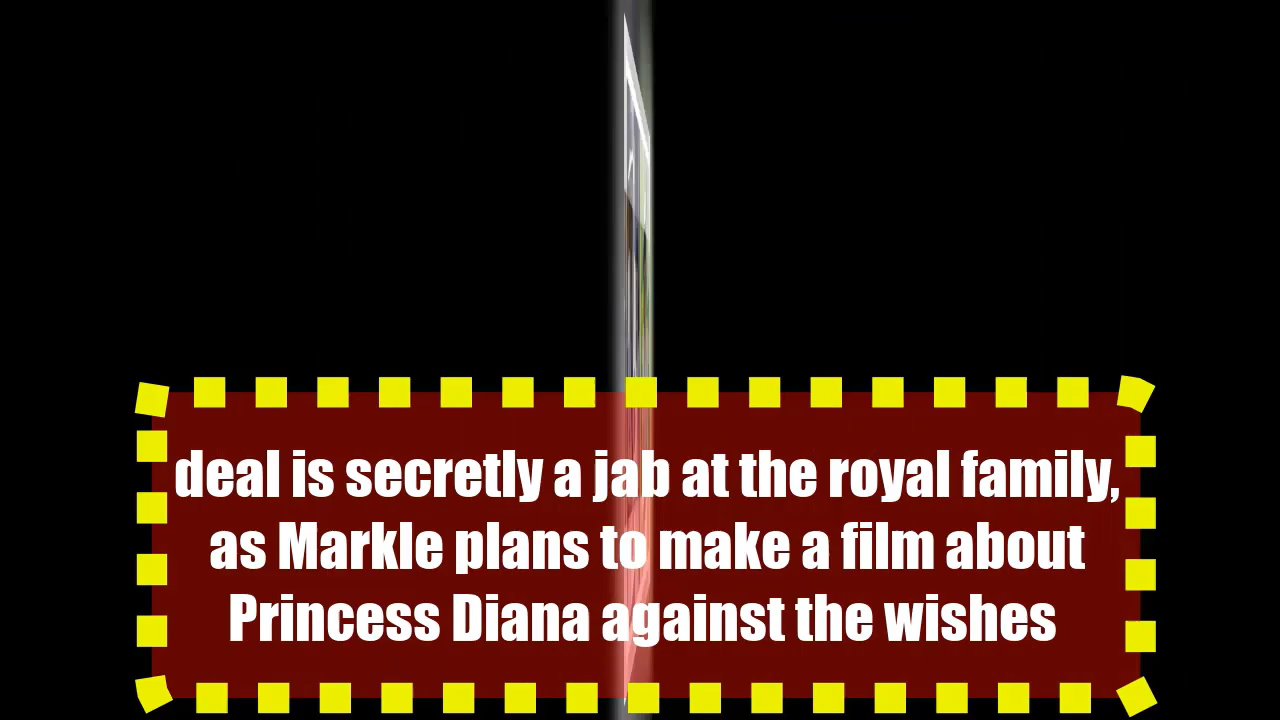 deal is secretly a jab at the royal family,
as Markle plans to make a film about
Princess Diana against the wishes